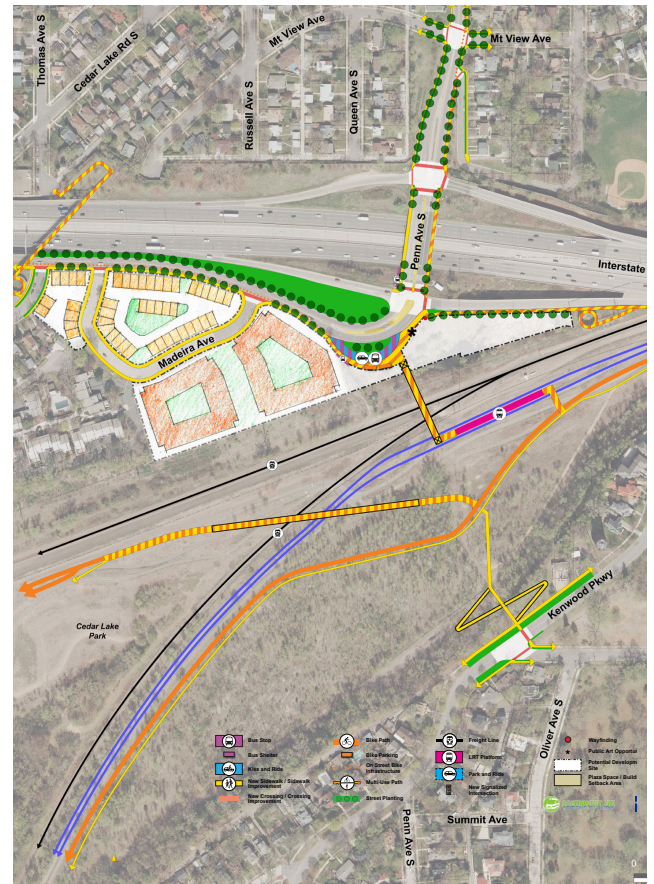 Thomas Ave S
Cedar Lake Rd S
Russell Ave S
Mt View Ave
Queen Ave S
Mt View Ave
Penn Ave S
Interstate
Madeira Ave
Cedar Lake
Park
Kenwood Pkwy
Oliver Ave S
Penn Ave S
Summit Ave
Bus Stop
Bus Shelter
Kiss and Ride
New Sidewalk / Sidewalk
Improvement
New Crossing / Crossing
Improvement
Bike Path
Bike Parking
On Street Bike
Infrastructure
Multi-Use Path
Street Planting
Freight Line
LRT Platform
Park and Ride
New Signalized
Intersection
Wayfinding
Public Art Opportu
Potential Developm
Site
Plaza Space / Build
Setback Area
0